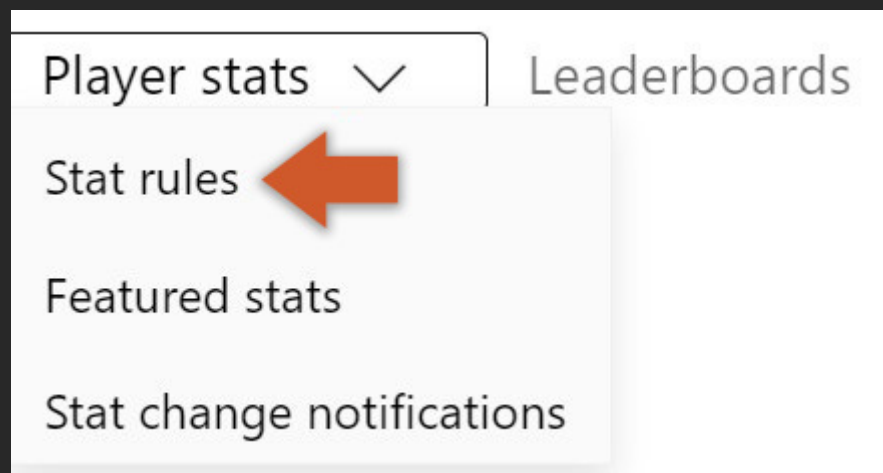 Player stats Leaderboards
Stat rules
Featured stats
Stat change notifications